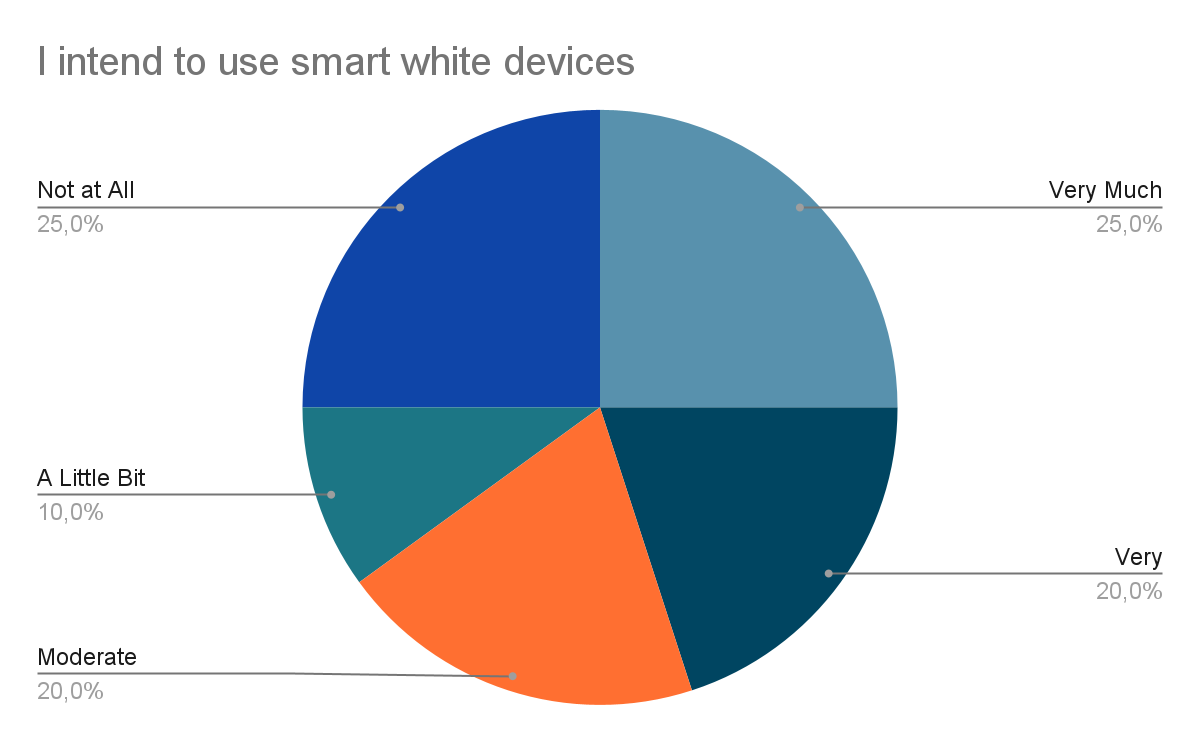 I intend to use smart white devices
Not at All
25,0%
Very Much
25,0%
A Little Bit
10,0%
Very
20,0%
Moderate
20,0%